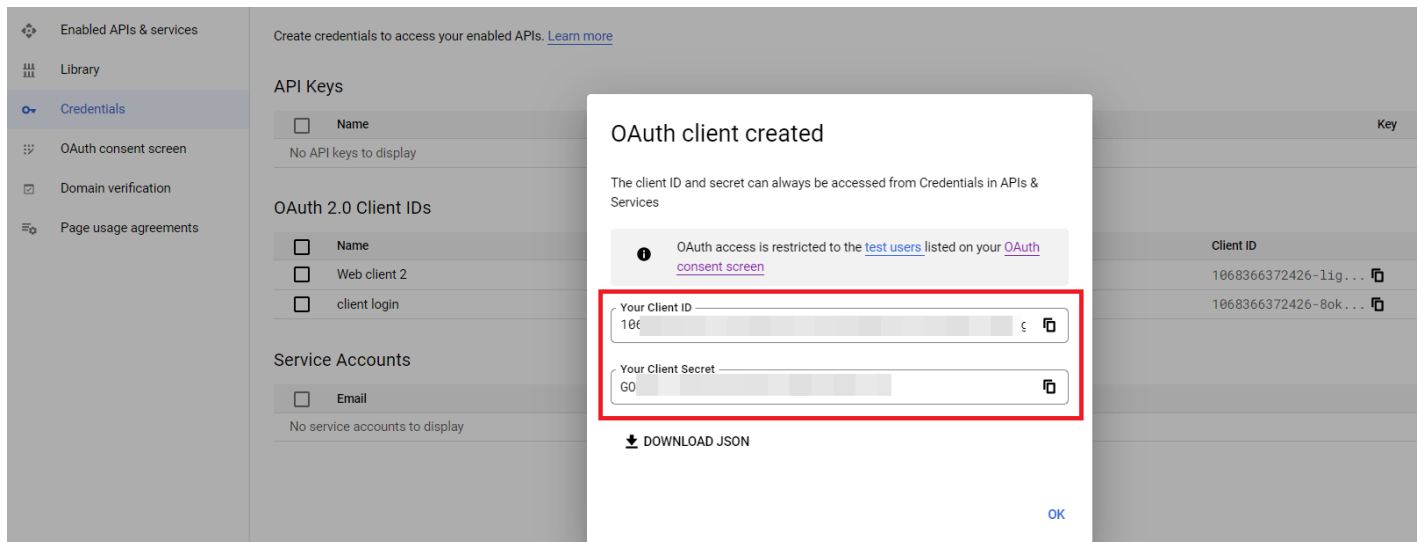 Enabled APIs & services
Library
Credentials
OAuth consent screen
Domain verification
Page usage agreements
Create credentials to access your enabled APIs. Learn more
API Keys
Name
Key
No API keys to display
OAuth 2.0 Client IDs
Name
Client ID
Web client 2
1068366372426-lig...
client login
1068366372426-8ok...
Service Accounts
Email
No service accounts to display
OAuth client created
The client ID and secret can always be accessed from Credentials in APIs &
Services
OAuth access is restricted to the test users listed on your OAuth
consent screen
Your Client ID
Your Client Secret
GO
DOWNLOAD JSON
OK